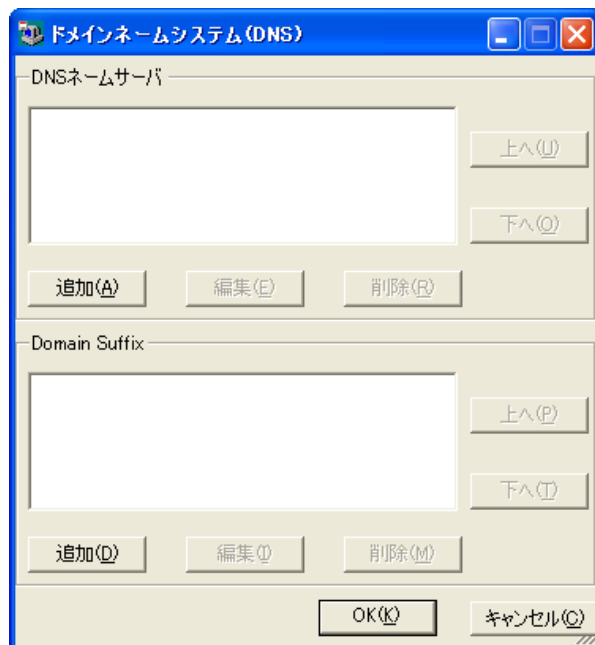 ドメインネームシステム(DNS)
DNSネームサーバ
上へ(U)
下へ(O)
追加(A) 編集(E) 削除(R)
Domain Suffix
上へ(P)
下へ(T)
追加(D) 編集(I) 削除(M)
OK(K) キャンセル(C)